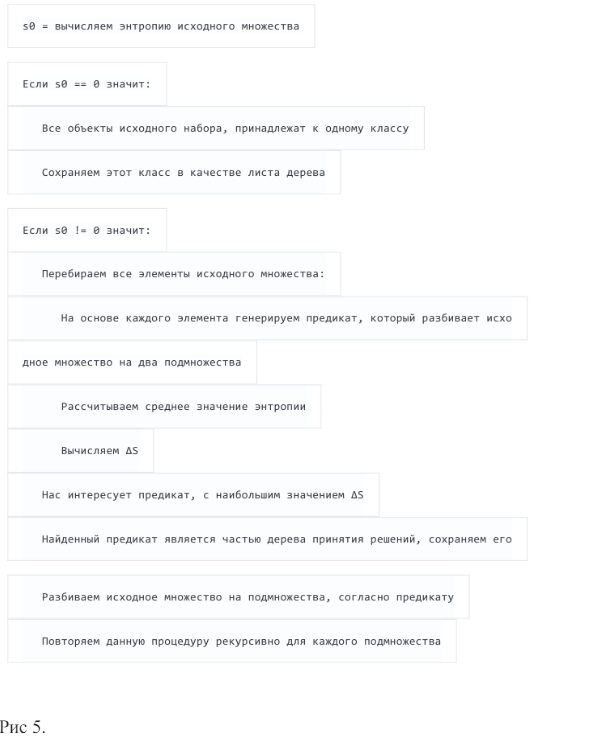 s0 = вычисляем энтропию исходного множества
Если s0 == 0 значит:
Все объекты исходного набора, принадлежат к одному классу
Сохраняем этот класс в качестве листа дерева
Если s0 != 0 значит:
Перебираем все элементы исходного множества:
На основе каждого элемента генерируем предикат, который разбивает исхо
дное множество на два подмножества
Рассчитываем среднее значение энтропии
Вычисляем ΔS
Нас интересует предикат, с наибольшим значением ΔS
Найденный предикат является частью дерева принятия решений, сохраняем его
Разбиваем исходное множество на подмножества, согласно предикату
Повторяем данную процедуру рекурсивно для каждого подмножества
Рис 5.